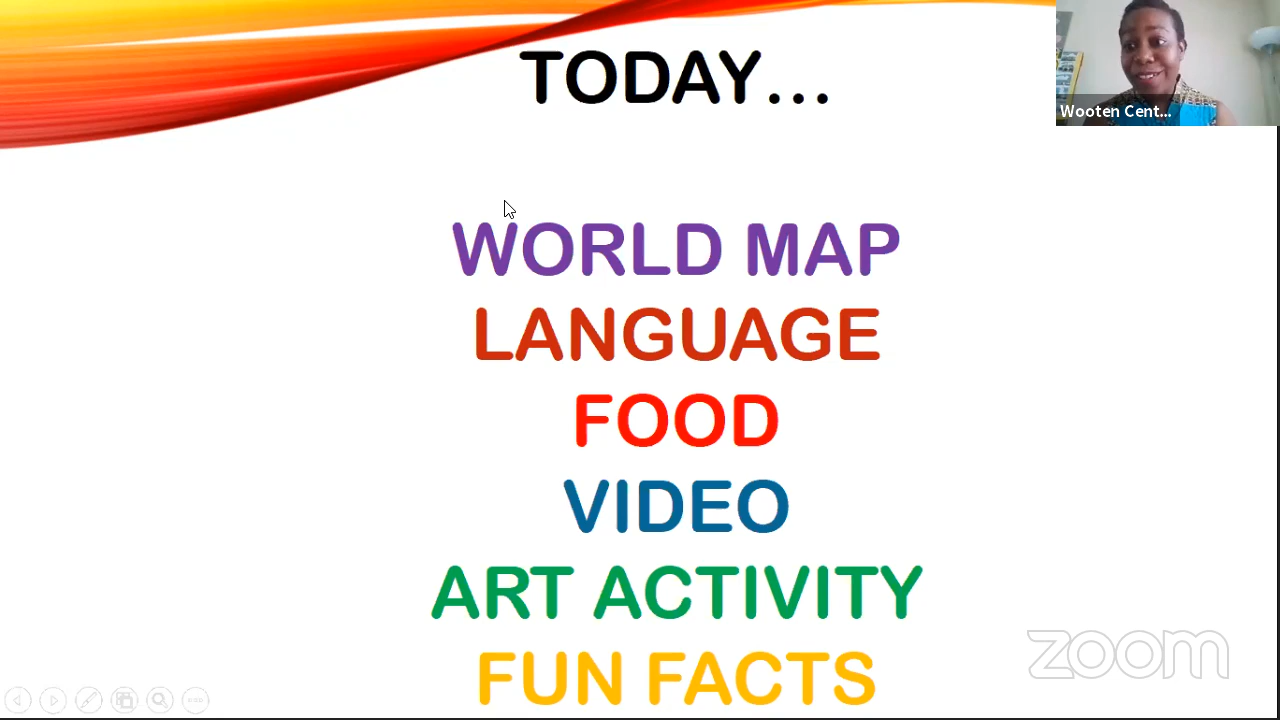 TODAY...
Wooten Cent...
WORLD MAP
LANGUAGE
FOOD
VIDEO
ART ACTIVITY
FUN FACTS
zoom